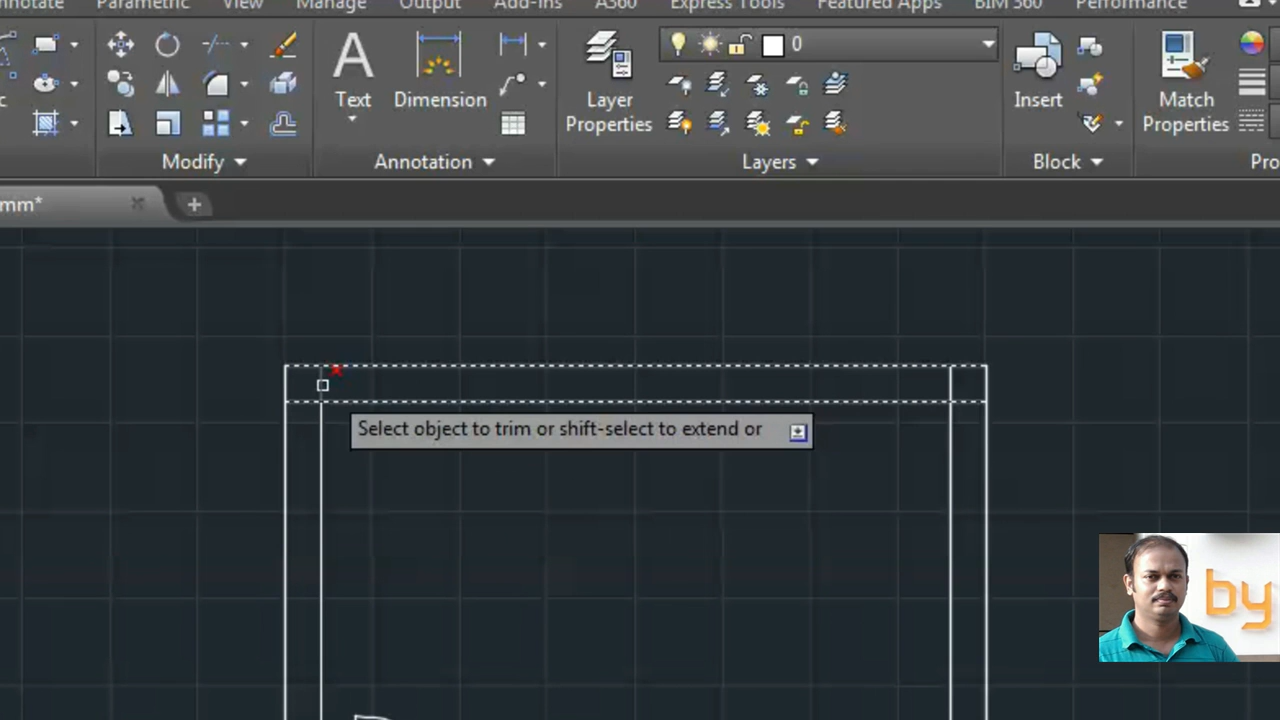 nnotate Parametric View Manage Output Add-ins A360 Express Tools Featured Apps BIM 360 Performance
0
Text
Dimension
Layer
Properties
Insert
Match
Properties
Modify
Annotation
Layers
Block
Pro
mm*
Select object to trim or shift-select to extend or
by